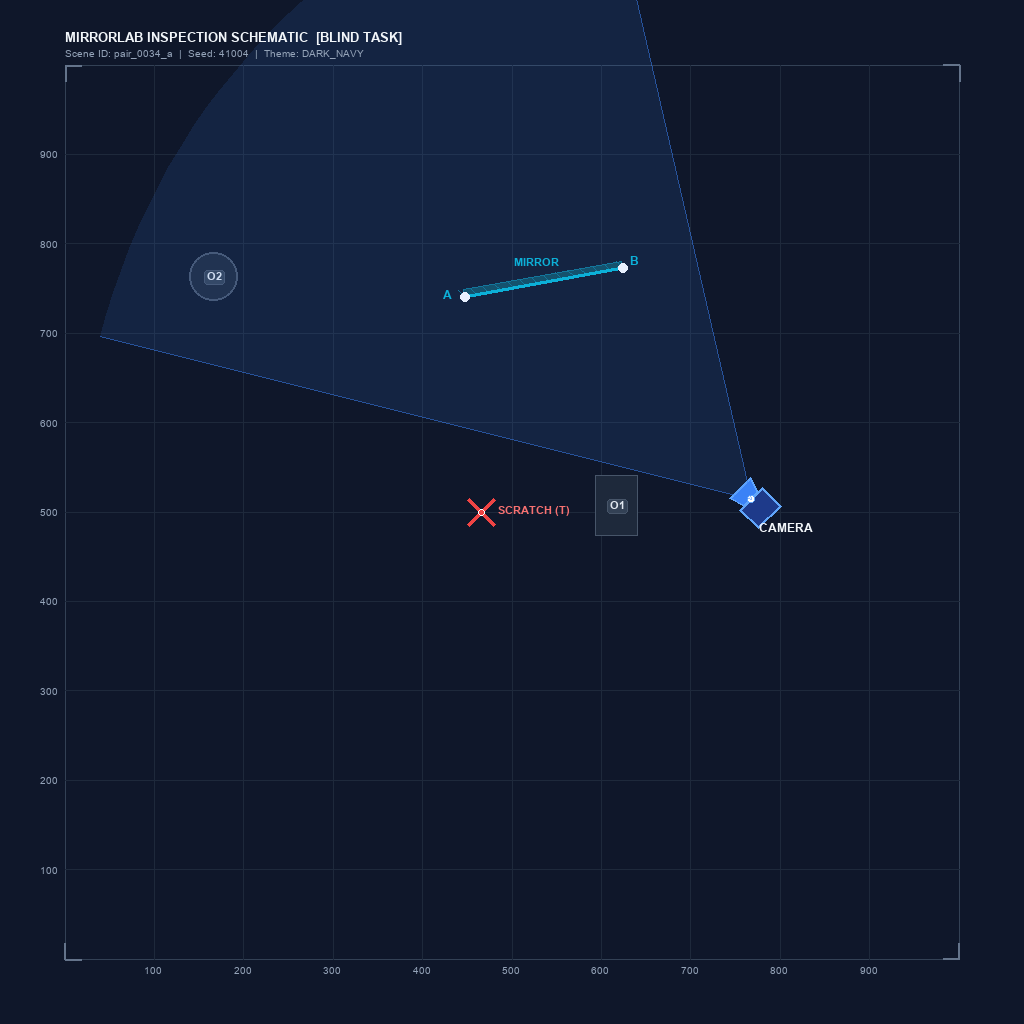 MIRRORLAB INSPECTION SCHEMATIC [BLIND TASK]
Scene ID: pair_0034_a | Seed: 41004 | Theme: DARK_NAVY
900
800
MIRROR
B
O2
A
700
600
O1
500
SCRATCH (T)
CAMERA
400
300
200
100
100 200 300 400 500 600 700 800 900